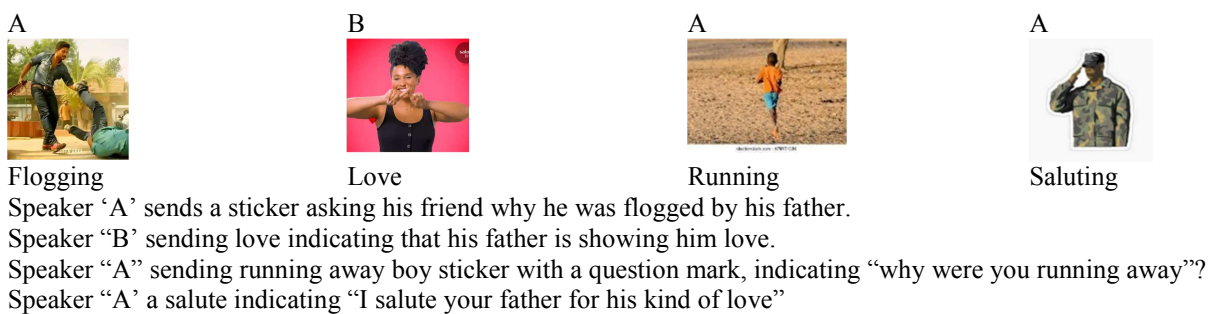 A B A A
Flogging Love Running Saluting
Speaker ‘A’ sends a sticker asking his friend why he was flogged by his father.
Speaker “B’ sending love indicating that his father is showing him love.
Speaker “A” sending running away boy sticker with a question mark, indicating “why were you running away”?
Speaker “A’ a salute indicating “I salute your father for his kind of love”